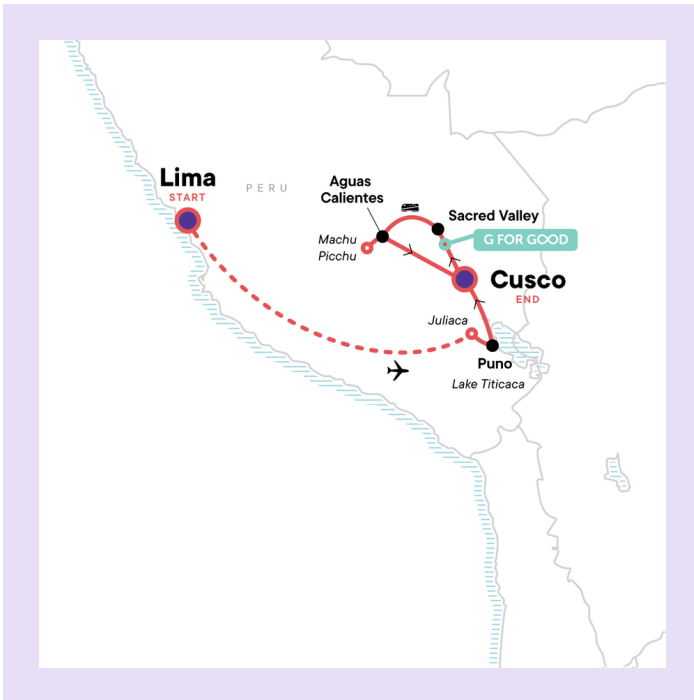 Lima
START
PERU
Aguas
Calientes
Machu
Picchu
Sacred Valley
G FOR GOOD
Cusco
END
Juliaca
Puno
Lake Titicaca